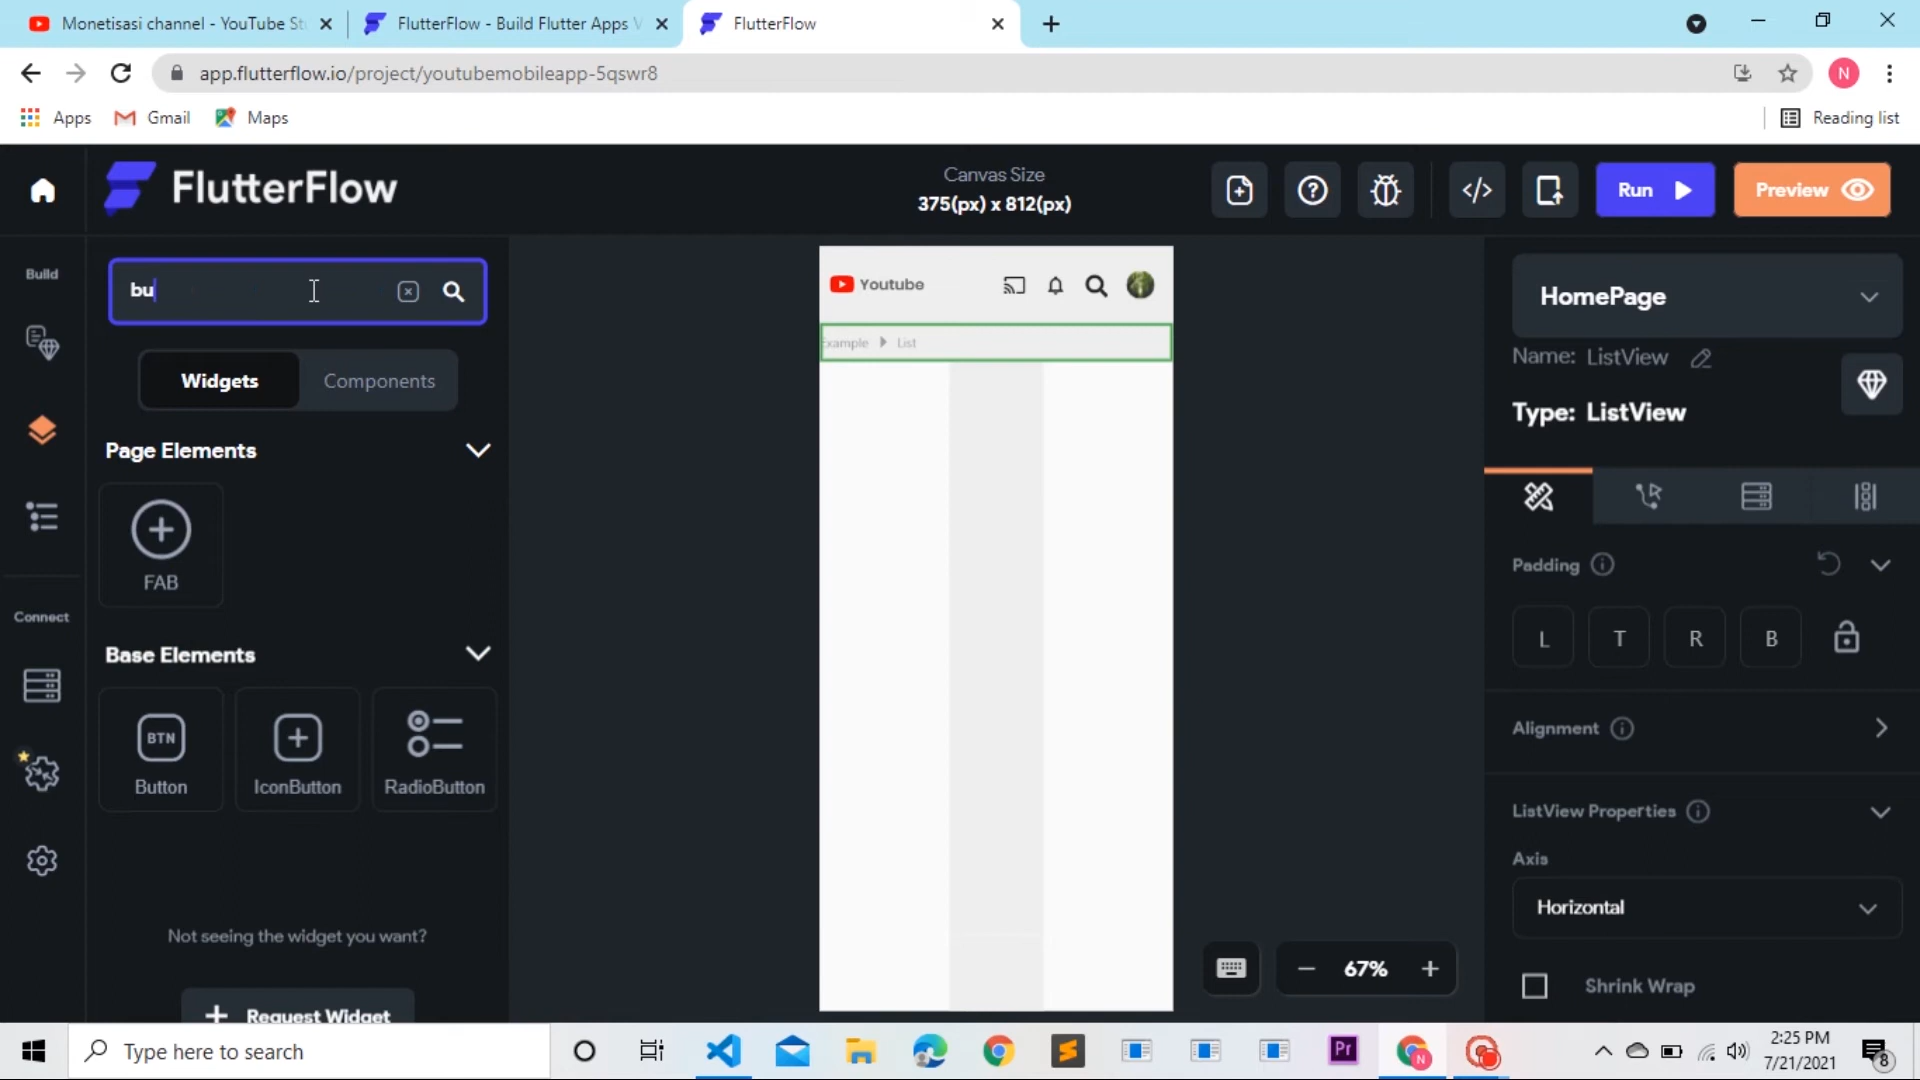 Monetisasi channel - YouTube St
FlutterFlow - Build Flutter Apps V
FlutterFlow
app.flutterflow.io/project/youtubemobileapp-5qswr8
N
Apps
Gmail
Maps
Reading list
FlutterFlow
Canvas Size
375(px) x 812(px)
Run
Preview
Build
bu
Widgets
Components
Page Elements
FAB
Base Elements
BTN
Button
IconButton
RadioButton
Connect
Not seeing the widget you want?
Request Widget
Youtube
List
HomePage
Name: ListView
Type: ListView
Padding
L
T
R
B
Alignment
ListView Properties
Axis
Horizontal
Shrink Wrap
67%
Type here to search
Pr
N
2:25 PM
7/21/2021
8